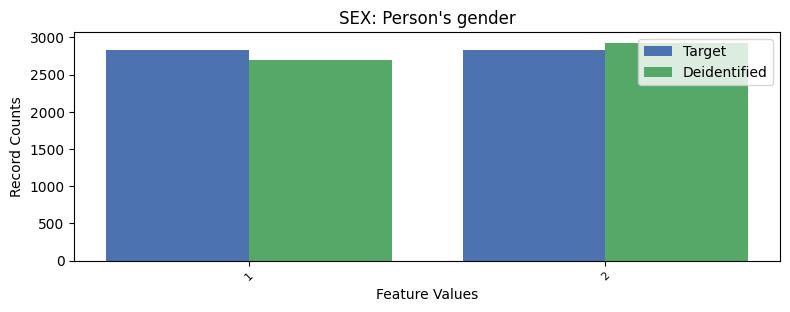 SEX: Person's gender
3000
2500
2000
1500
1000
500
0
Record Counts
Target
Deidentified
1
2
Feature Values